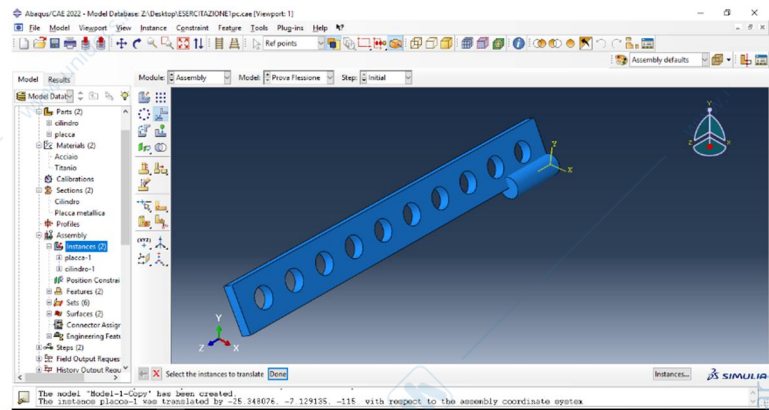 Abaqus/CAE 2022 - Model Database: Z:\Desktop\ESERCITAZIONE1\pc.cae [Viewport: 1]
File Model Viewport View Instance Constraint Feature Tools Plug-ins Help
Ref points
Assembly defaults
Model Results Module: Assembly Model: Prova Flessione Step: Initial
Model Datab
Parts (2)
cilindro
placca
Materials (2)
Acciaio
Titanio
Calibrations
Sections (2)
Cilindro
Placca metallica
Profiles
Assembly
Instances (2)
placca-1
cilindro-1
Position Constrai
Features (2)
Sets (6)
Surfaces (2)
Connector Assigr
Engineering Featu
Steps (2)
Field Output Reques
History Output Requ
(XYZ)
Y
X
Y
Z
X
Y
Z
X
Select the instances to translate Done
Instances...
SIMULIA
The model "Model-1-Copy" has been created.
The instance placca-1 was translated by -25.348076, -7.129135, -115. with respect to the assembly coordinate system